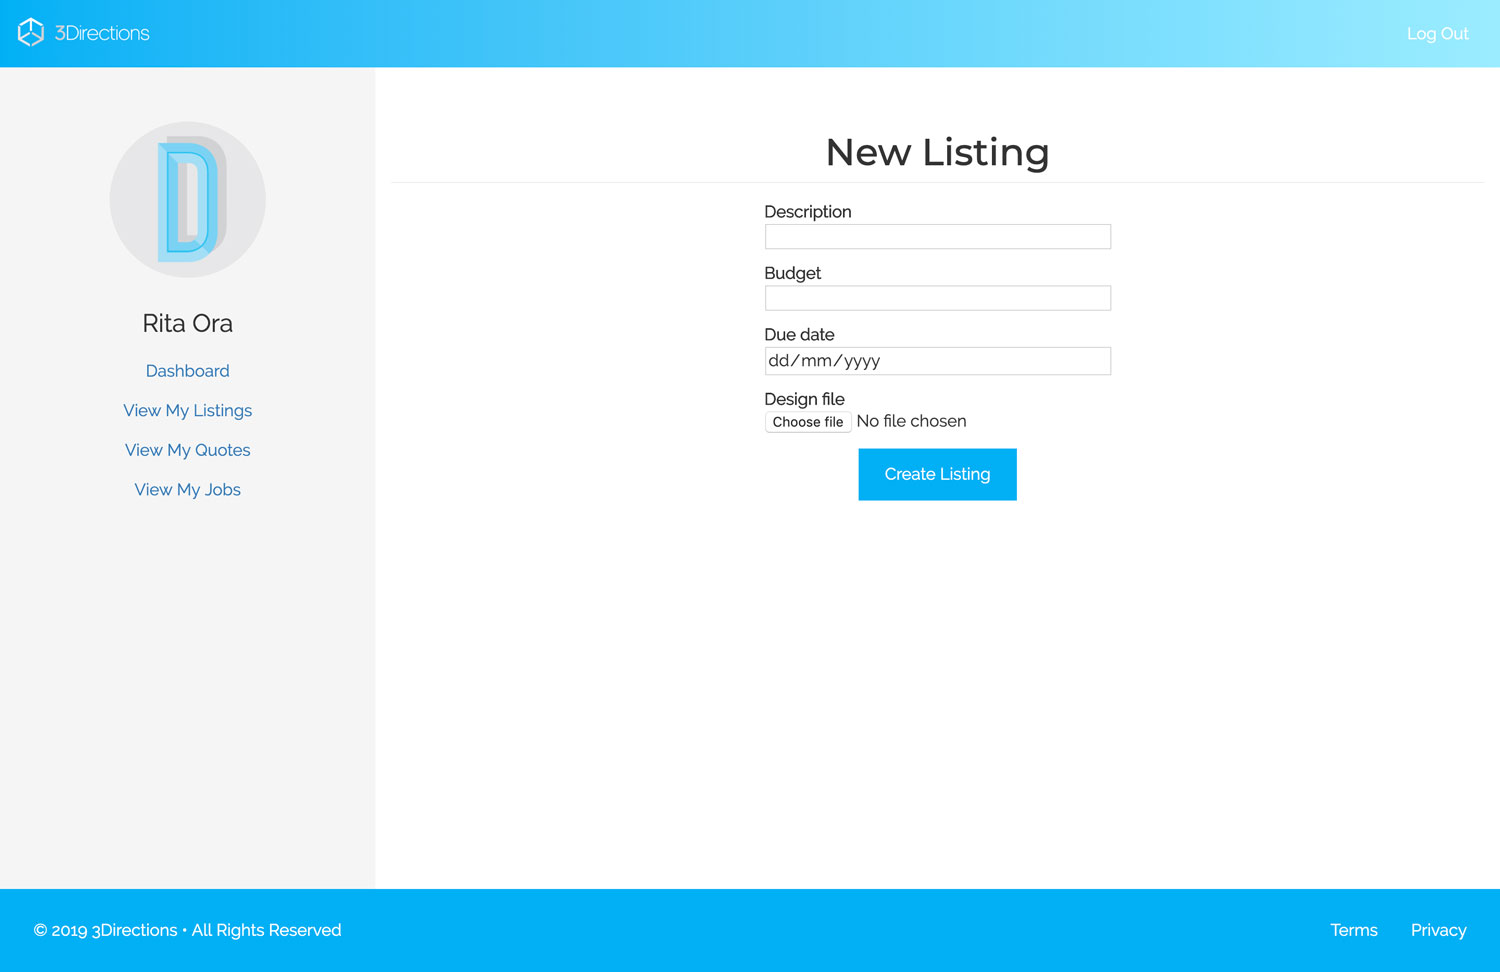 3Directions
Log Out
D
Rita Ora
Dashboard
View My Listings
View My Quotes
View My Jobs
New Listing
Description
Budget
Due date
dd/mm/yyyy
Design file
Choose file No file chosen
Create Listing
© 2019 3Directions • All Rights Reserved
Terms Privacy